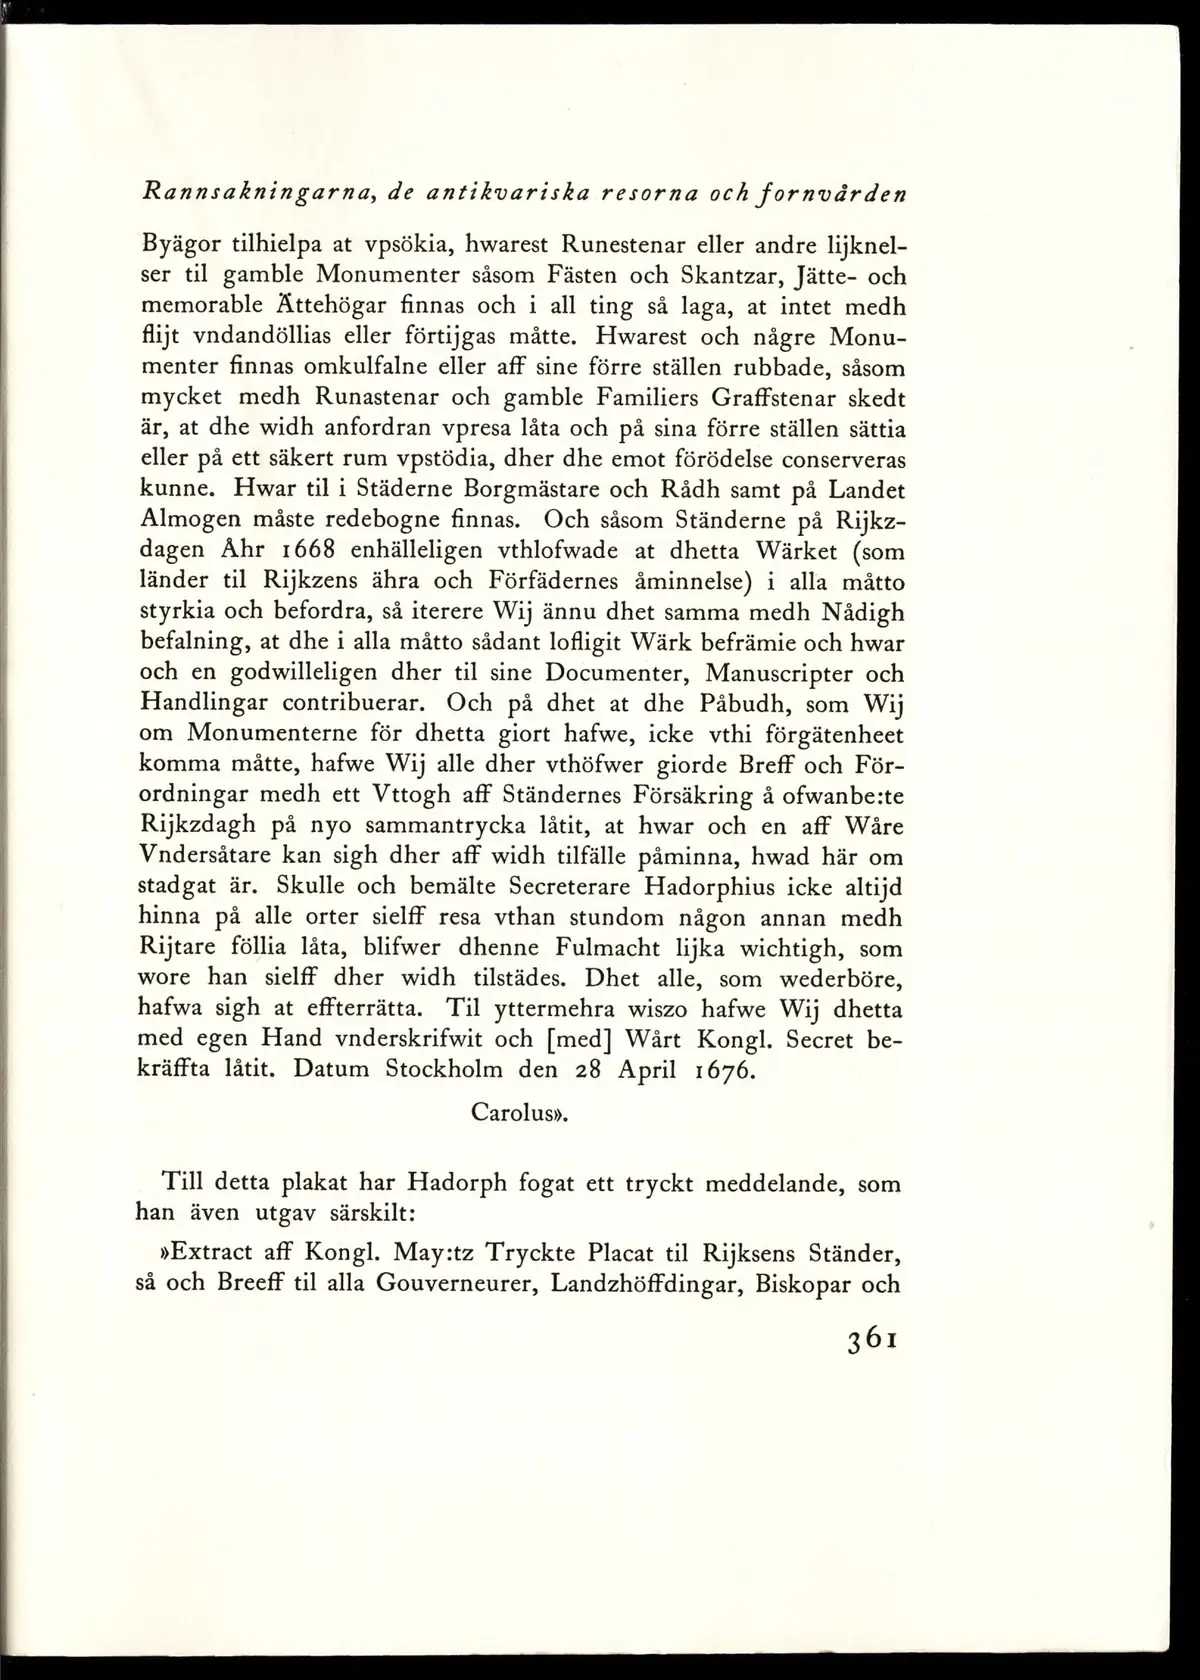 Rannsakningarna, de antikvariska resorna och fornvården
Byägor tilhielpa at vpsökia, hwarest Runestenar eller andre lijknel-
ser til gamble Monumenter såsom Fästen och Skantzar, Jätte- och
memorable Ättehögar finnas och i all ting så laga, at intet medh
flijt vndandöllias eller förtijgas måtte. Hwarest och någre Monu-
menter finnas omkulfalne eller aff sine förre ställen rubbade, såsom
mycket medh Runastenar och gamble Familiers Graffstenar skedt
är, at dhe widh anfordran vpresa låta och på sina förre ställen sättia
eller på ett säkert rum vpstödia, dher dhe emot förödelse conserveras
kunne. Hwar til i Städerne Borgmästare och Rådh samt på Landet
Almogen måste redebogne finnas. Och såsom Ständerne på Rijkz-
dagen Åhr 1668 enhälleligen vthlofwade at dhetta Wärket (som
länder til Rijkzens ähra och Förfädernes åminnelse) i alla måtto
styrkia och befordra, så iterere Wij ännu dhet samma medh Nådigh
befalning, at dhe i alla måtto sådant lofligit Wärk befrämie och hwar
och en godwilleligen dher til sine Documenter, Manuscripter och
Handlingar contribuerar. Och på dhet at dhe Påbudh, som Wij
om Monumenterne för dhetta giort hafwe, icke vthi förgätenheet
komma måtte, hafwe Wij alle dher vthöfwer giorde Breff och För-
ordningar medh ett Vttogh aff Ständernes Försäkring å ofwanbe:te
Rijkzdagh på nyo sammantrycka låtit, at hwar och en aff Wåre
Vndersåtare kan sigh dher aff widh tilfälle påminna, hwad här om
stadgat är. Skulle och bemälte Secreterare Hadorphius icke altijd
hinna på alle orter sielff resa vthan stundom någon annan medh
Rijtare föllia låta, blifwer dhenne Fulmacht lijka wichtigh, som
wore han sielff dher widh tilstädes. Dhet alle, som wederböre,
hafwa sigh at effterrätta. Til yttermehra wiszo hafwe Wij dhetta
med egen Hand vnderskrifwit och [med] Wårt Kongl. Secret be-
kräffta låtit. Datum Stockholm den 28 April 1676.
Carolus».
Till detta plakat har Hadorph fogat ett tryckt meddelande, som
han även utgav särskilt:
»Extract aff Kongl. May:tz Tryckte Placat til Rijksens Ständer,
så och Breeff til alla Gouverneurer, Landzhöffdingar, Biskopar och
361